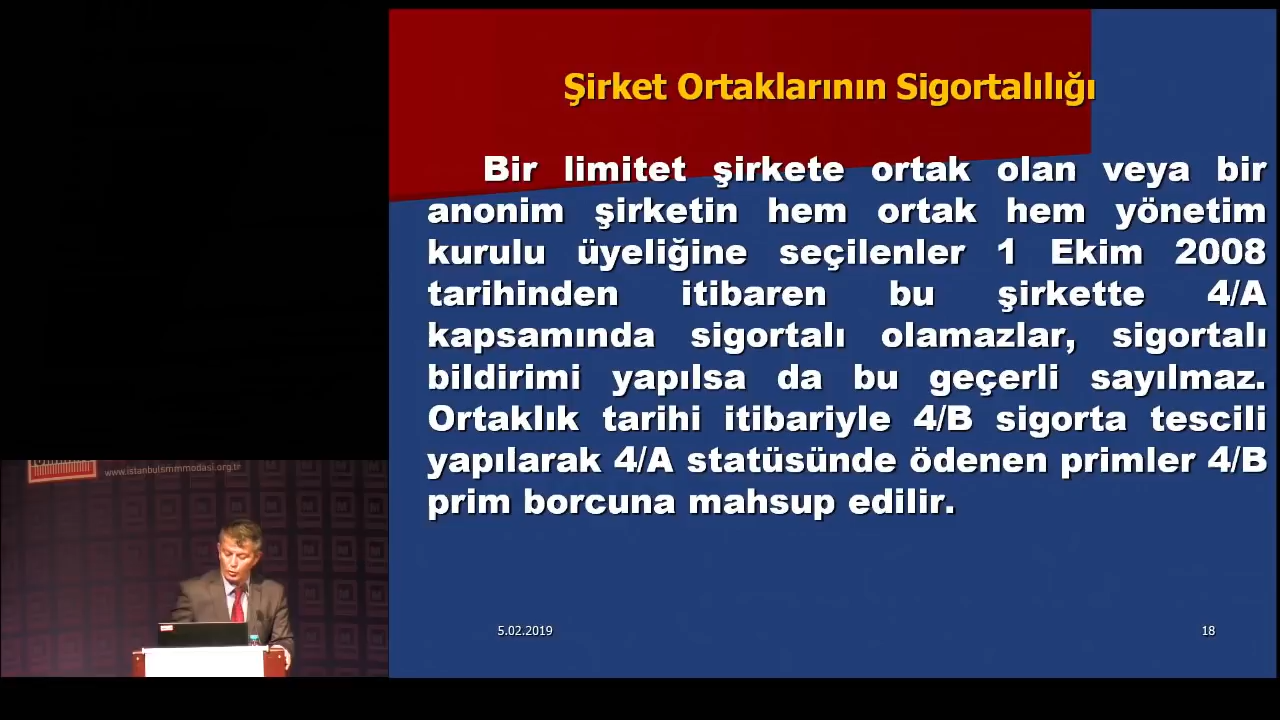 Şirket Ortaklarının Sigortalılığı
Bir limitet şirkete ortak olan veya bir
anonim şirketin hem ortak hem yönetim
kurulu üyeliğine seçilenler 1 Ekim 2008
tarihinden itibaren bu şirkette 4/A
kapsamında sigortalı olamazlar, sigortalı
bildirimi yapılsa da bu geçerli sayılmaz.
Ortaklık tarihi itibariyle 4/B sigorta tescili
yapılarak 4/A statüsünde ödenen primler 4/B
prim borcuna mahsup edilir.
5.02.2019
18
www.istanbulsmmmodasi.org.tr